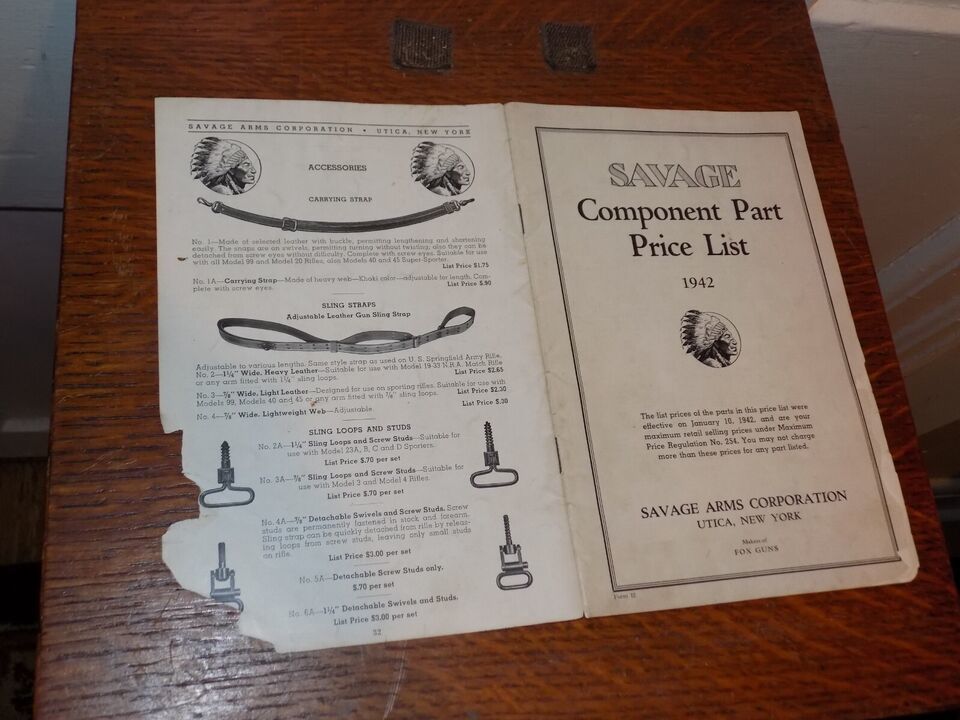 SAVAGE ARMS CORPORATION • UTICA, NEW YORK
ACCESSORIES
CARRYING STRAP
No. 1—Made of selected leather with buckle, permitting lengthening and shortening
easily. The snaps are on swivels, permitting turning without twisting; also they can be
detached from screw eyes without difficulty. Complete with screw eyes. Suitable for use
with all Model 99 and Model 20 Rifles, also Models 40 and 45 Super-Sporter.
List Price $1.75
No. 1A—Carrying Strap—Made of heavy web—Khaki color—adjustable for length. Com-
plete with screw eyes.
List Price $.90
SLING STRAPS
Adjustable Leather Gun Sling Strap
Adjustable to various lengths. Same style strap as used on U. S. Springfield Army Rifle.
No. 2—1¼" Wide, Heavy Leather—Suitable for use with Model 19-33 N.R.A. Match Rifle
or any arm fitted with 1¼" sling loops.
List Price $2.65
No. 3—⅞" Wide, Light Leather—Designed for use on sporting rifles. Suitable for use with
Models 99, Models 40 and 45 or any arm fitted with ⅞" sling loops.
List Price $2.30
No. 4—⅞" Wide, Lightweight Web—Adjustable.
List Price $.30
SLING LOOPS AND STUDS
No. 2A—1¼" Sling Loops and Screw Studs—Suitable for
use with Model 23A, B, C and D Sporters.
List Price $.70 per set
No. 3A—⅞" Sling Loops and Screw Studs—Suitable for
use with Model 3 and Model 4 Rifles.
List Price $.70 per set
No. 4A—⅞" Detachable Swivels and Screw Studs. Screw
studs are permanently fastened in stock and forearm.
Sling strap can be quickly detached from rifle by releas-
ing loops from screw studs, leaving only small studs
on rifle.
List Price $3.00 per set
No. 5A—Detachable Screw Studs only.
$.70 per set
No. 6A—1¼" Detachable Swivels and Studs.
List Price $3.00 per set
32
SAVAGE
Component Part
Price List
1942
The list prices of the parts in this price list were
effective on January 10, 1942, and are your
maximum retail selling prices under Maximum
Price Regulation No. 254. You may not charge
more than these prices for any part listed.
SAVAGE ARMS CORPORATION
UTICA, NEW YORK
Makers of
FOX GUNS